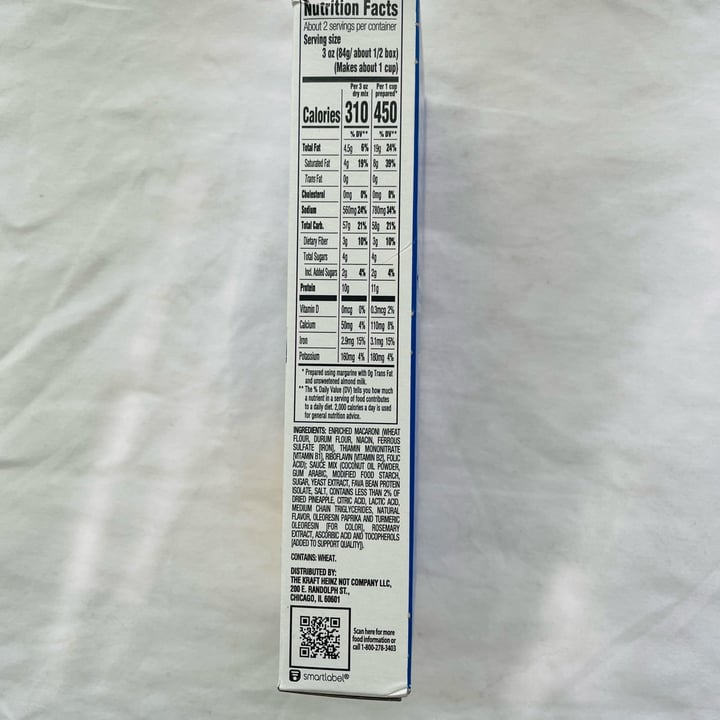 Nutrition Facts
About 2 servings per container
Serving size
3 oz (84g/ about 1/2 box)
(Makes about 1 cup)
Per 3 oz dry mix Per 1 cup prepared*
Calories 310 450
% DV** % DV**
Total Fat 4.5g 6% 19g 24%
Saturated Fat 4g 19% 8g 39%
Trans Fat 0g 0g
Cholesterol 0mg 0% 0mg 0%
Sodium 560mg 24% 780mg 34%
Total Carb. 57g 21% 58g 21%
Dietary Fiber 3g 10% 3g 10%
Total Sugars 4g 4g
Incl. Added Sugars 2g 4% 2g 4%
Protein 10g 11g
Vitamin D 0mcg 0% 0.3mcg 2%
Calcium 50mg 4% 110mg 8%
Iron 2.9mg 15% 3.1mg 15%
Potassium 160mg 4% 180mg 4%
* Prepared using margarine with 0g Trans Fat
and unsweetened almond milk.
** The % Daily Value (DV) tells you how much
a nutrient in a serving of food contributes
to a daily diet. 2,000 calories a day is used
for general nutrition advice.
INGREDIENTS: ENRICHED MACARONI (WHEAT
FLOUR, DURUM FLOUR, NIACIN, FERROUS
SULFATE [IRON], THIAMIN MONONITRATE
[VITAMIN B1], RIBOFLAVIN [VITAMIN B2], FOLIC
ACID); SAUCE MIX (COCONUT OIL POWDER,
GUM ARABIC, MODIFIED FOOD STARCH,
SUGAR, YEAST EXTRACT, FAVA BEAN PROTEIN
ISOLATE, SALT, CONTAINS LESS THAN 2% OF
DRIED PINEAPPLE, CITRIC ACID, LACTIC ACID,
MEDIUM CHAIN TRIGLYCERIDES, NATURAL
FLAVOR, OLEORESIN PAPRIKA AND TURMERIC
OLEORESIN [FOR COLOR], ROSEMARY
EXTRACT, ASCORBIC ACID AND TOCOPHEROLS
[ADDED TO SUPPORT QUALITY]).
CONTAINS: WHEAT.
DISTRIBUTED BY:
THE KRAFT HEINZ NOT COMPANY LLC,
200 E. RANDOLPH ST.,
CHICAGO, IL 60601
Scan here for more
food information or
call 1-800-278-3403
smartlabel®